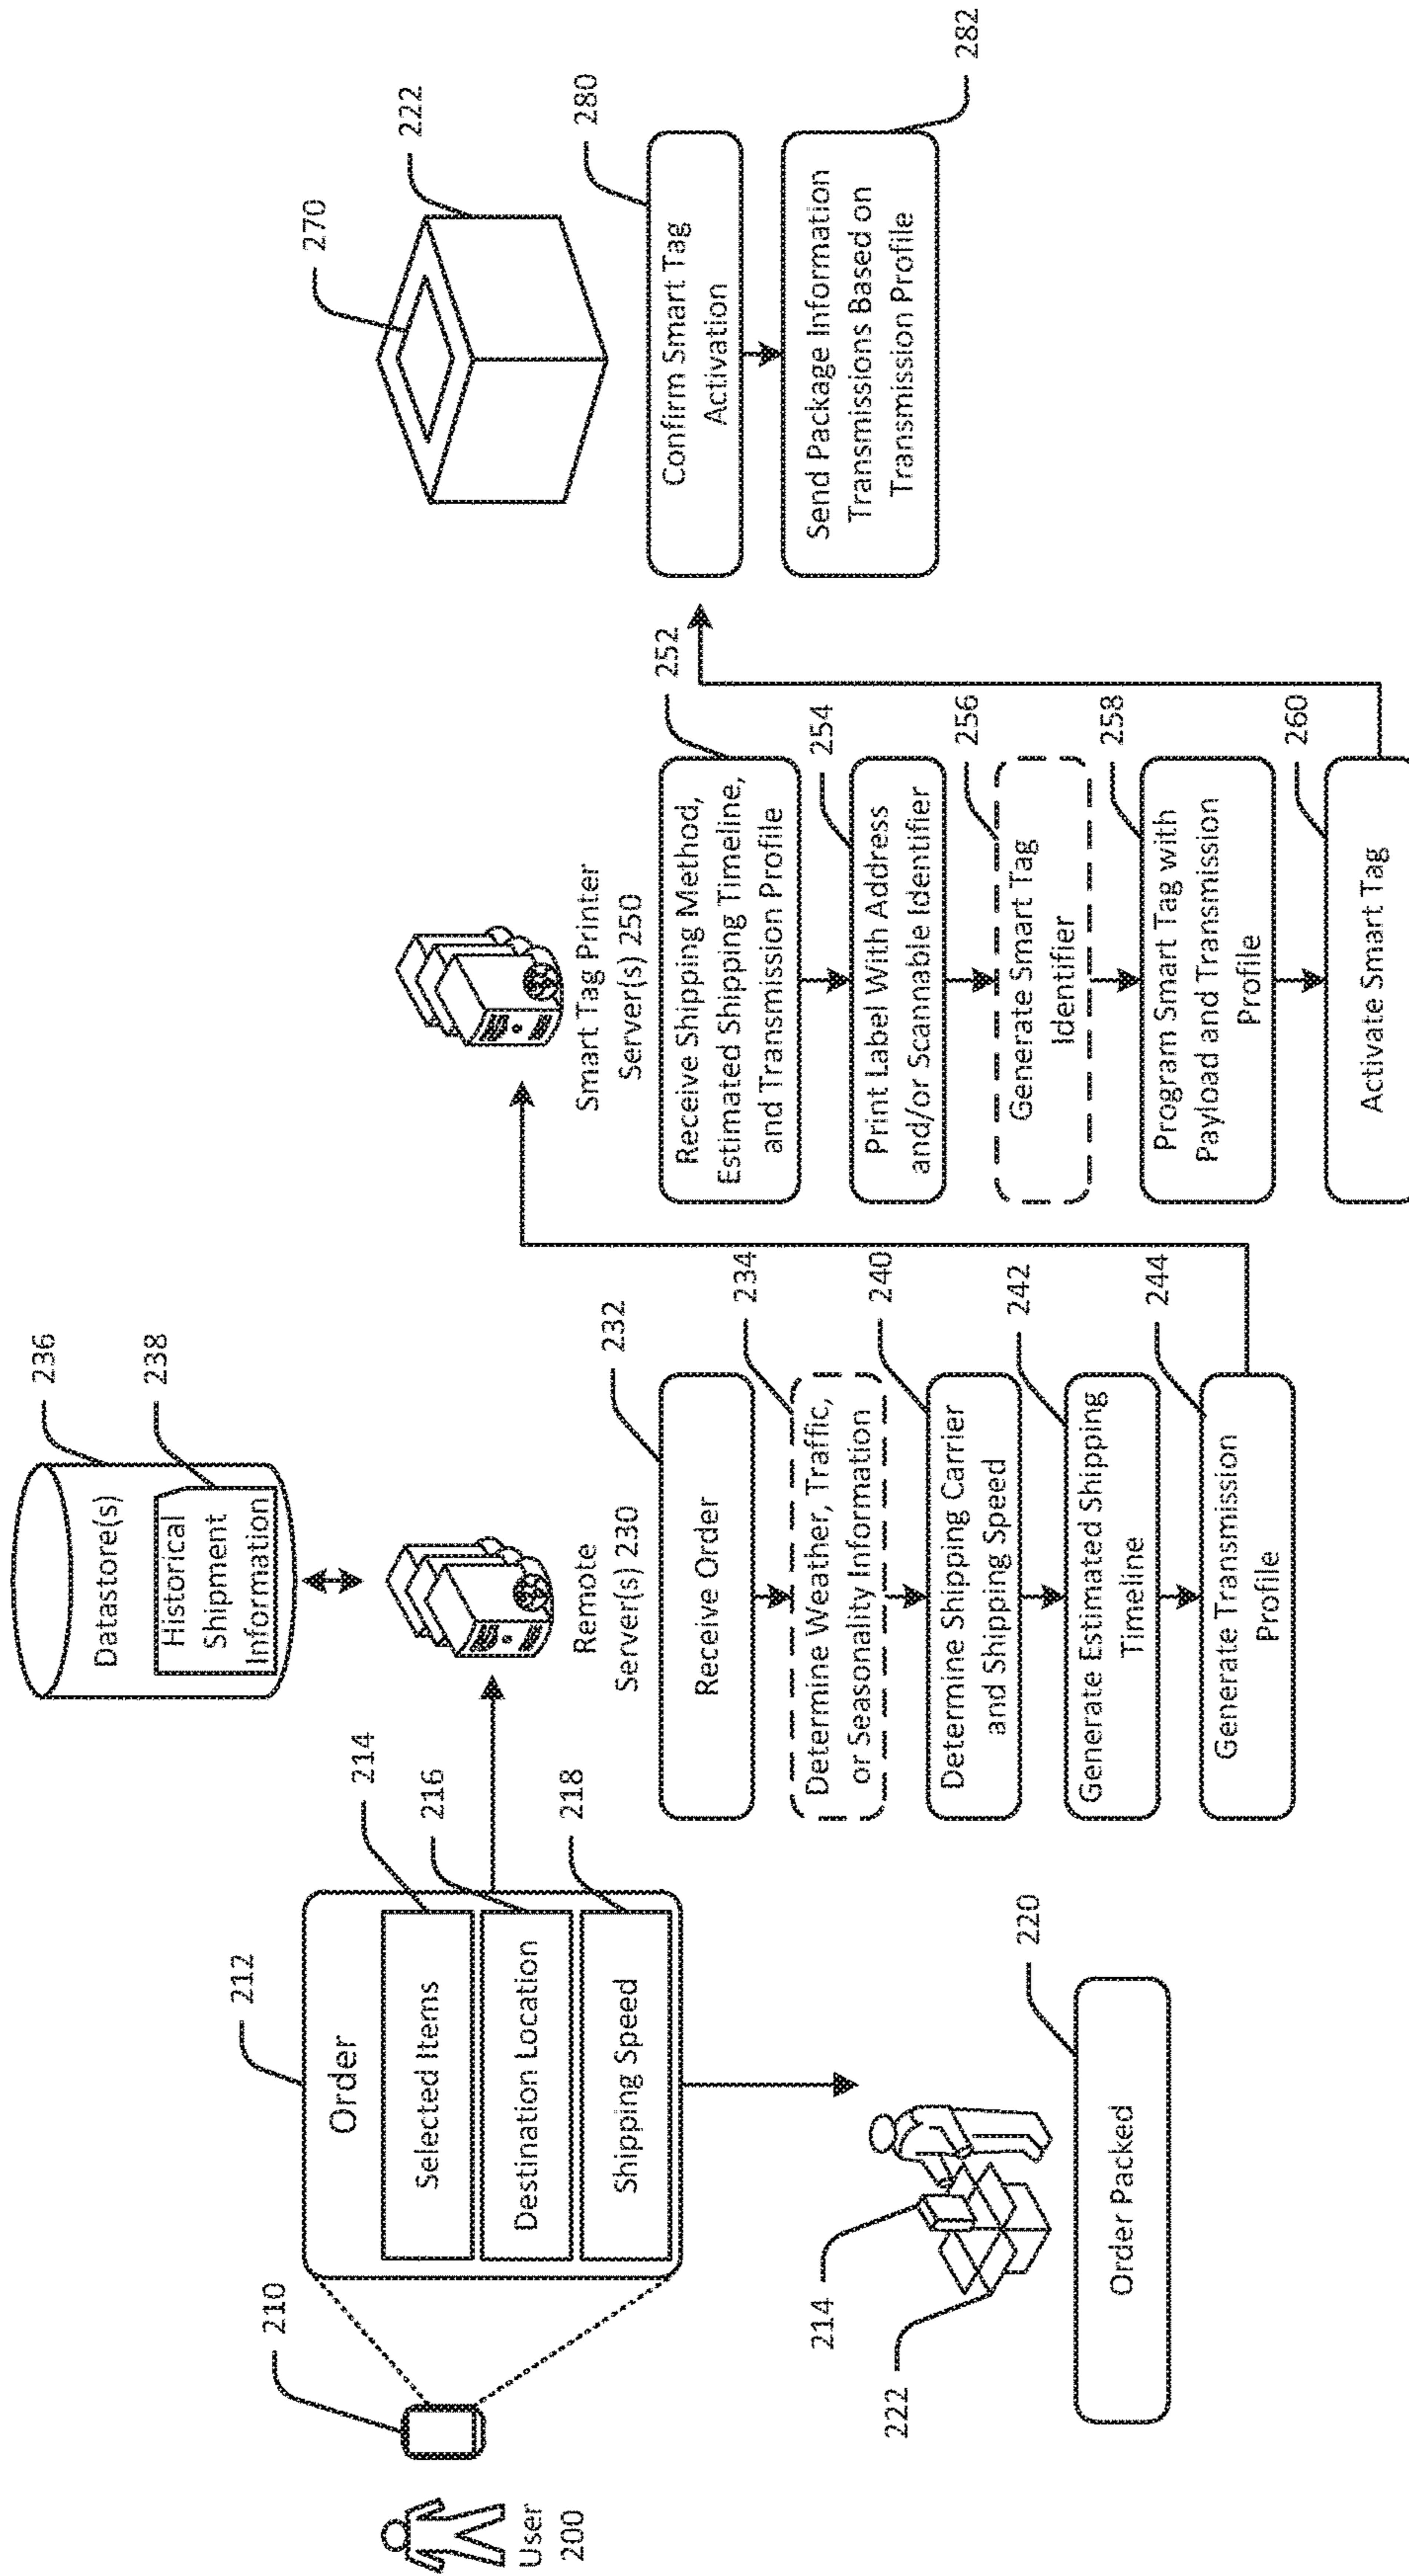 User
200
210
212
Order
Selected Items
214
Destination Location
216
Shipping Speed
218
214
222
Order Packed
220
Datastore(s)
236
Historical
Shipment
Information
238
Remote
Server(s) 230
Receive Order
232
Determine Weather, Traffic,
or Seasonality Information
234
Determine Shipping Carrier
and Shipping Speed
240
Generate Estimated Shipping
Timeline
242
Generate Transmission
Profile
244
Smart Tag Printer
Server(s) 250
Receive Shipping Method,
Estimated Shipping Timeline,
and Transmission Profile
252
Print Label With Address
and/or Scannable Identifier
254
Generate Smart Tag
Identifier
256
Program Smart Tag with
Payload and Transmission
Profile
258
Activate Smart Tag
260
270
222
Confirm Smart Tag
Activation
280
Send Package Information
Transmissions Based on
Transmission Profile
282